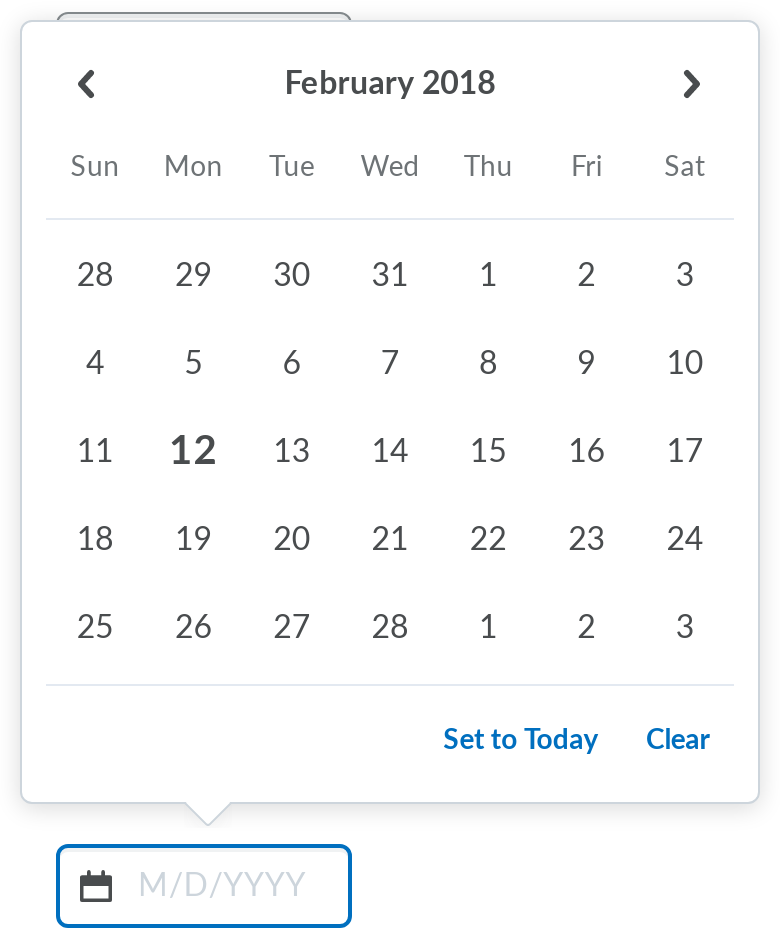 February 2018
Sun Mon Tue Wed Thu Fri Sat
28 29 30 31 1 2 3
4 5 6 7 8 9 10
11 12 13 14 15 16 17
18 19 20 21 22 23 24
25 26 27 28 1 2 3
Set to Today Clear
M/D/YYYY